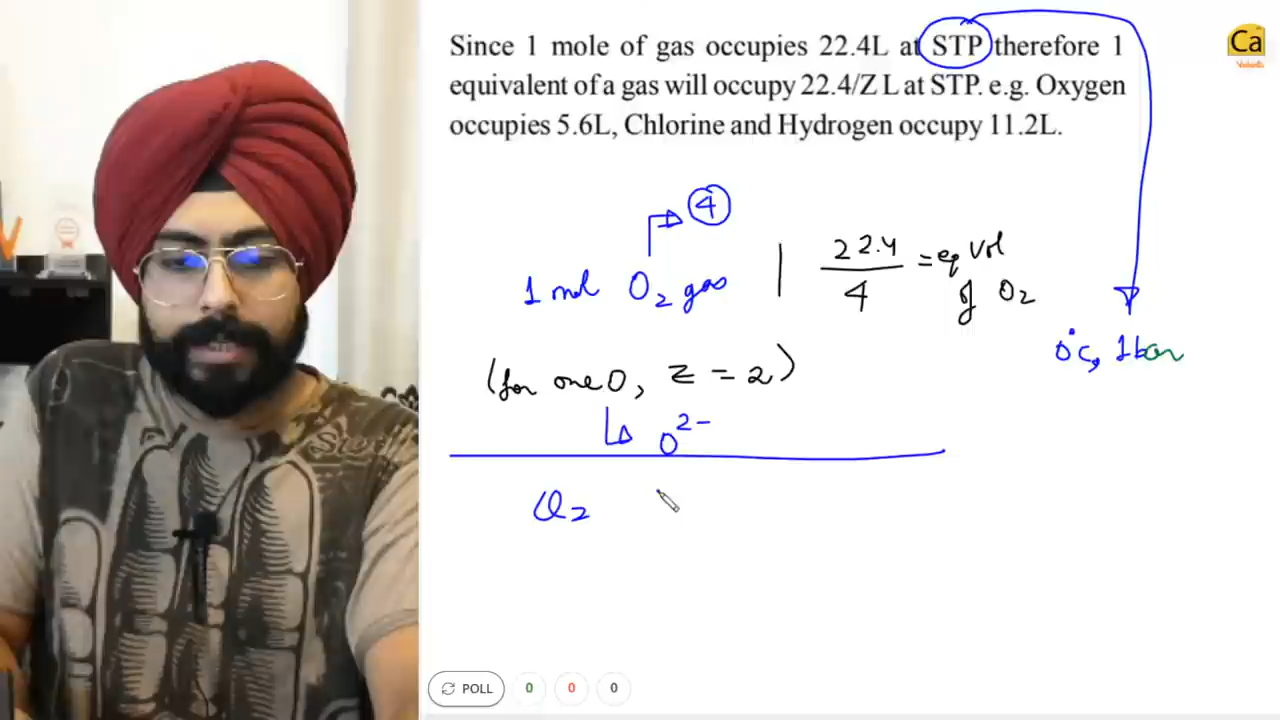 Since 1 mole of gas occupies 22.4L at STP therefore 1
equivalent of a gas will occupy 22.4/Z L at STP. e.g. Oxygen
occupies 5.6L, Chlorine and Hydrogen occupy 11.2L.
4
1 mol O₂ gas
22.4
4
= eq vol
of O₂
0°C, 1 bar
(for one O, Z = 2)
O²⁻
Cl₂
POLL
0 0 0
Ca
Vedantu
Ste